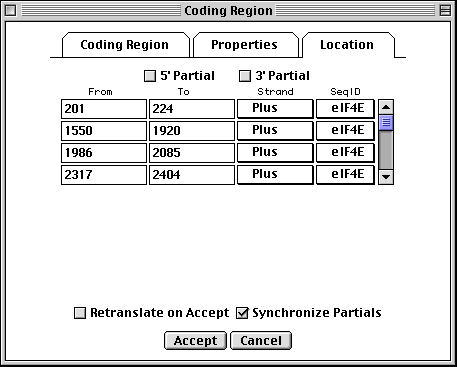 Coding Region
Coding Region Properties Location
5' Partial 3' Partial
From To Strand SeqID
201 224 Plus eIF4E
1550 1920 Plus eIF4E
1986 2085 Plus eIF4E
2317 2404 Plus eIF4E
Retranslate on Accept Synchronize Partials
Accept Cancel